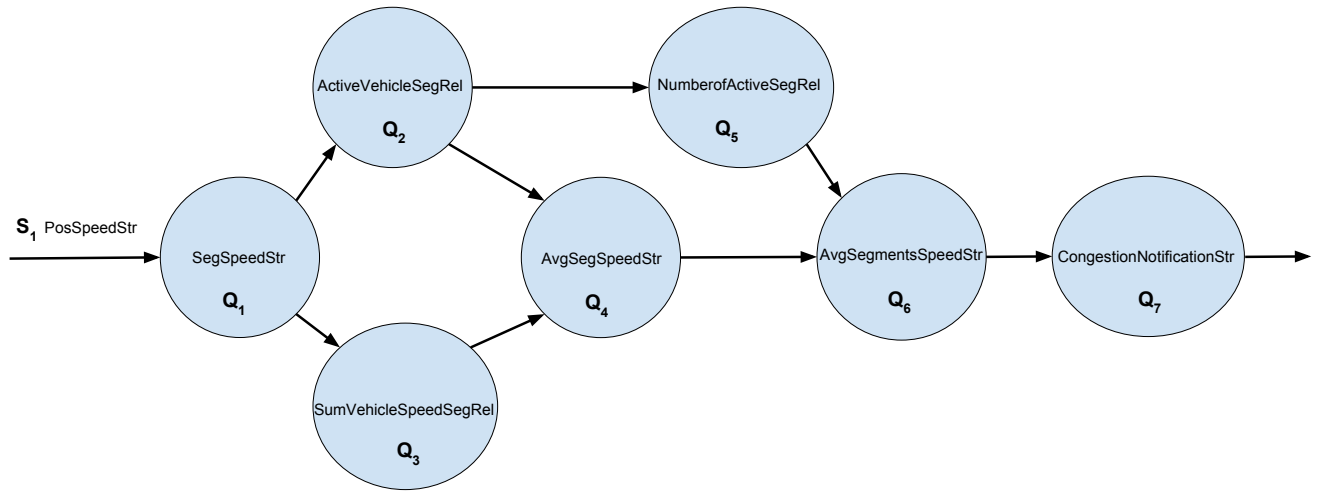 ActiveVehicleSegRel
Q2
NumberofActiveSegRel
Q5
S1 PosSpeedStr
SegSpeedStr
Q1
AvgSegSpeedStr
Q4
AvgSegmentsSpeedStr
Q6
CongestionNotificationStr
Q7
SumVehicleSpeedSegRel
Q3